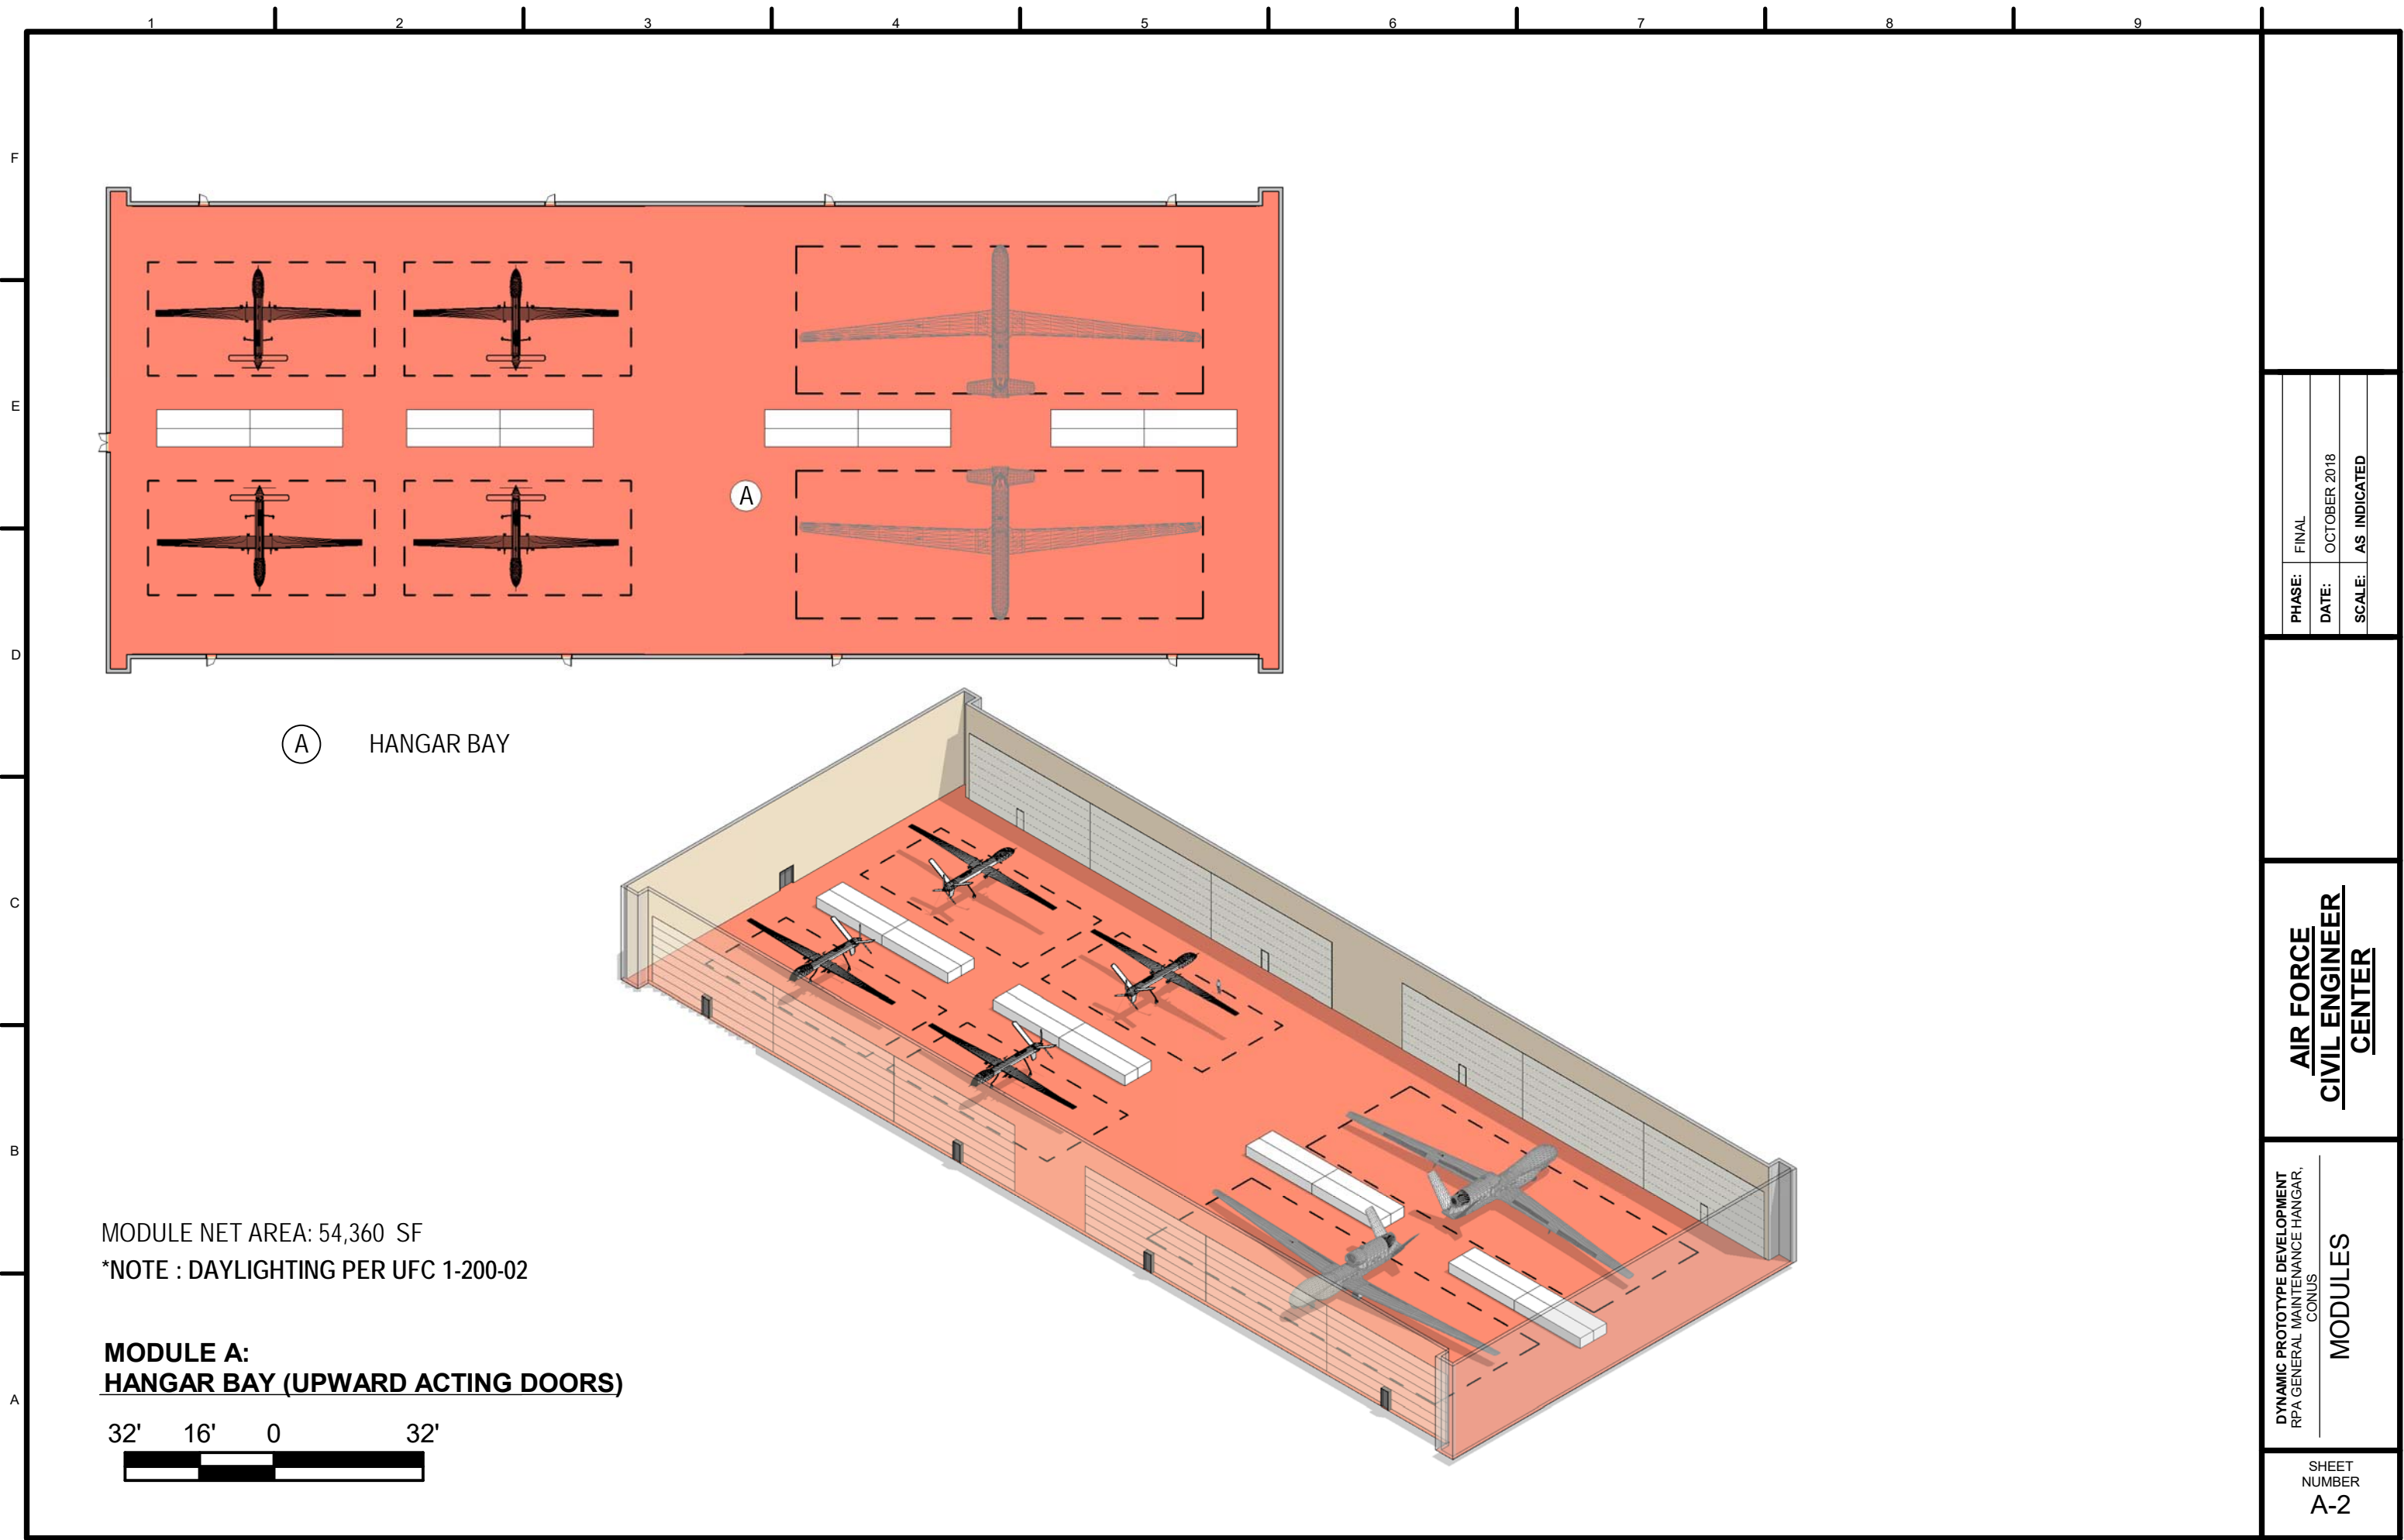 1 2 3 4 5 6 7 8 9
F
E
D
C
B
A
A
A HANGAR BAY
MODULE NET AREA: 54,360 SF
*NOTE : DAYLIGHTING PER UFC 1-200-02
MODULE A:
HANGAR BAY (UPWARD ACTING DOORS)
32' 16' 0 32'
PHASE: FINAL
DATE: OCTOBER 2018
SCALE: AS INDICATED
AIR FORCE
CIVIL ENGINEER
CENTER
DYNAMIC PROTOTYPE DEVELOPMENT
RPA GENERAL MAINTENANCE HANGAR,
CONUS
MODULES
SHEET
NUMBER
A-2